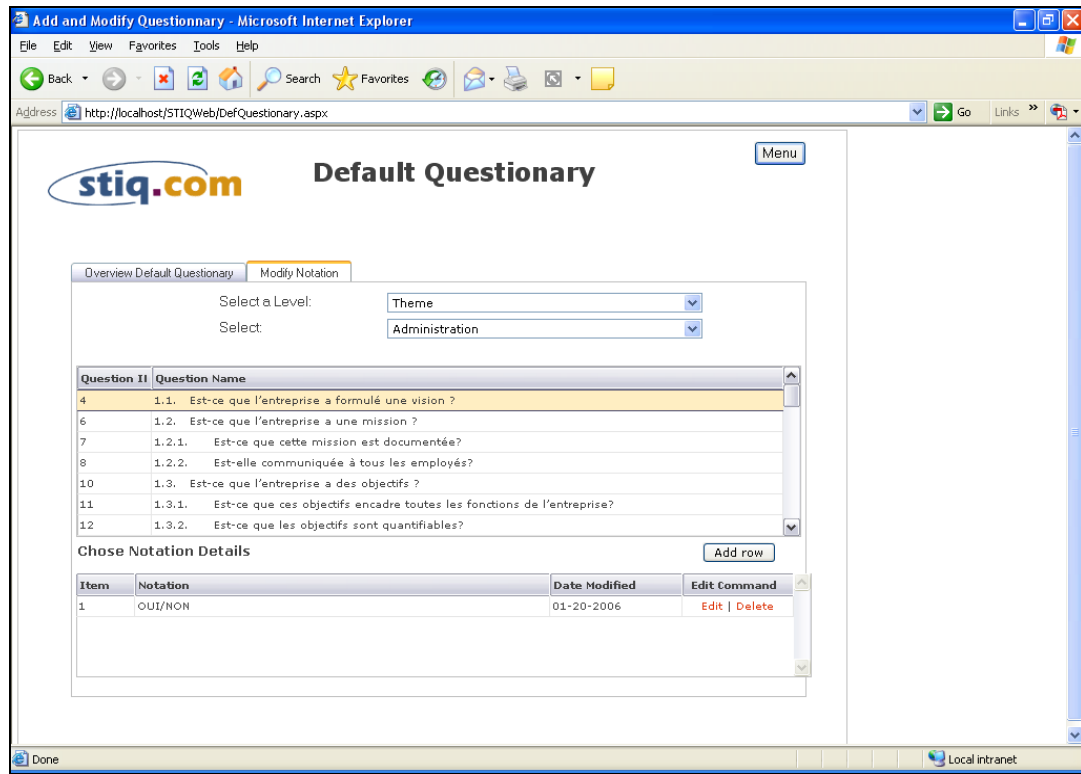 Add and Modify Questionnary - Microsoft Internet Explorer
File Edit View Favorites Tools Help
Back Search Favorites
Address http://localhost/STIQWeb/DefQuestionary.aspx Go Links »
Menu
stiq.com Default Questionary
Overview Default Questionary Modify Notation
Select a Level: Theme
Select: Administration
Question II Question Name
4 1.1. Est-ce que l'entreprise a formulé une vision ?
6 1.2. Est-ce que l'entreprise a une mission ?
7 1.2.1. Est-ce que cette mission est documentée?
8 1.2.2. Est-elle communiquée à tous les employés?
10 1.3. Est-ce que l'entreprise a des objectifs ?
11 1.3.1. Est-ce que ces objectifs encadre toutes les fonctions de l'entreprise?
12 1.3.2. Est-ce que les objectifs sont quantifiables?
Chose Notation Details Add row
Item Notation Date Modified Edit Command
1 OUI/NON 01-20-2006 Edit | Delete
Done Local intranet